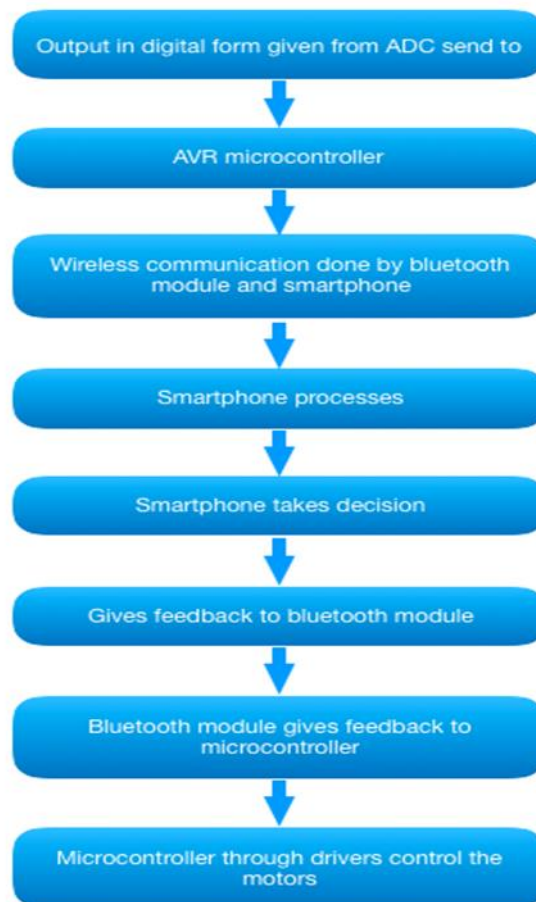 Output in digital form given from ADC send to
AVR microcontroller
Wireless communication done by bluetooth
module and smartphone
Smartphone processes
Smartphone takes decision
Gives feedback to bluetooth module
Bluetooth module gives feedback to
microcontroller
Microcontroller through drivers control the
motors